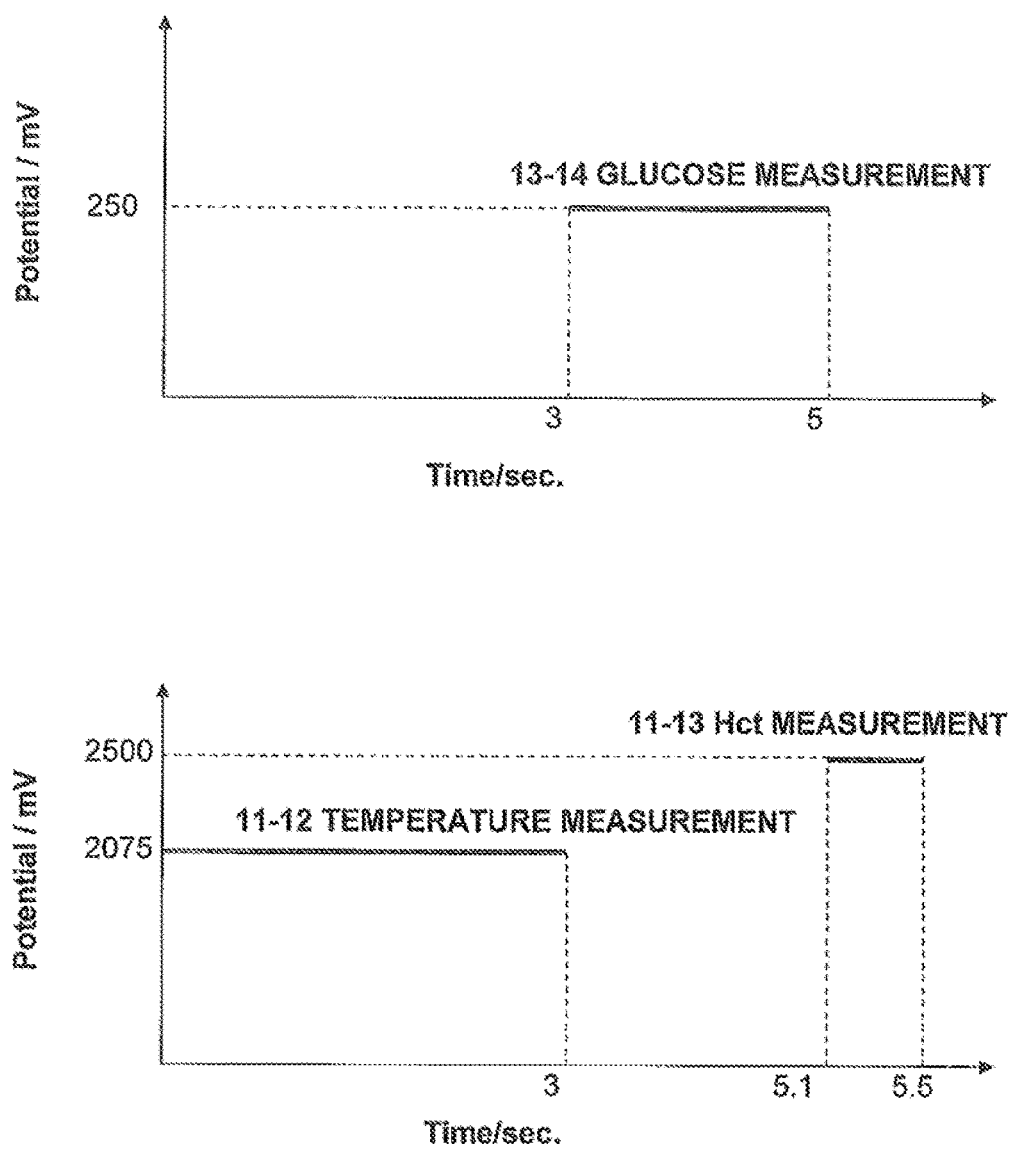 Potential / mV
13-14 GLUCOSE MEASUREMENT
250
3
5
Time/sec.
Potential / mV
11-13 Hct MEASUREMENT
2500
11-12 TEMPERATURE MEASUREMENT
2075
3
5.1
5.5
Time/sec.